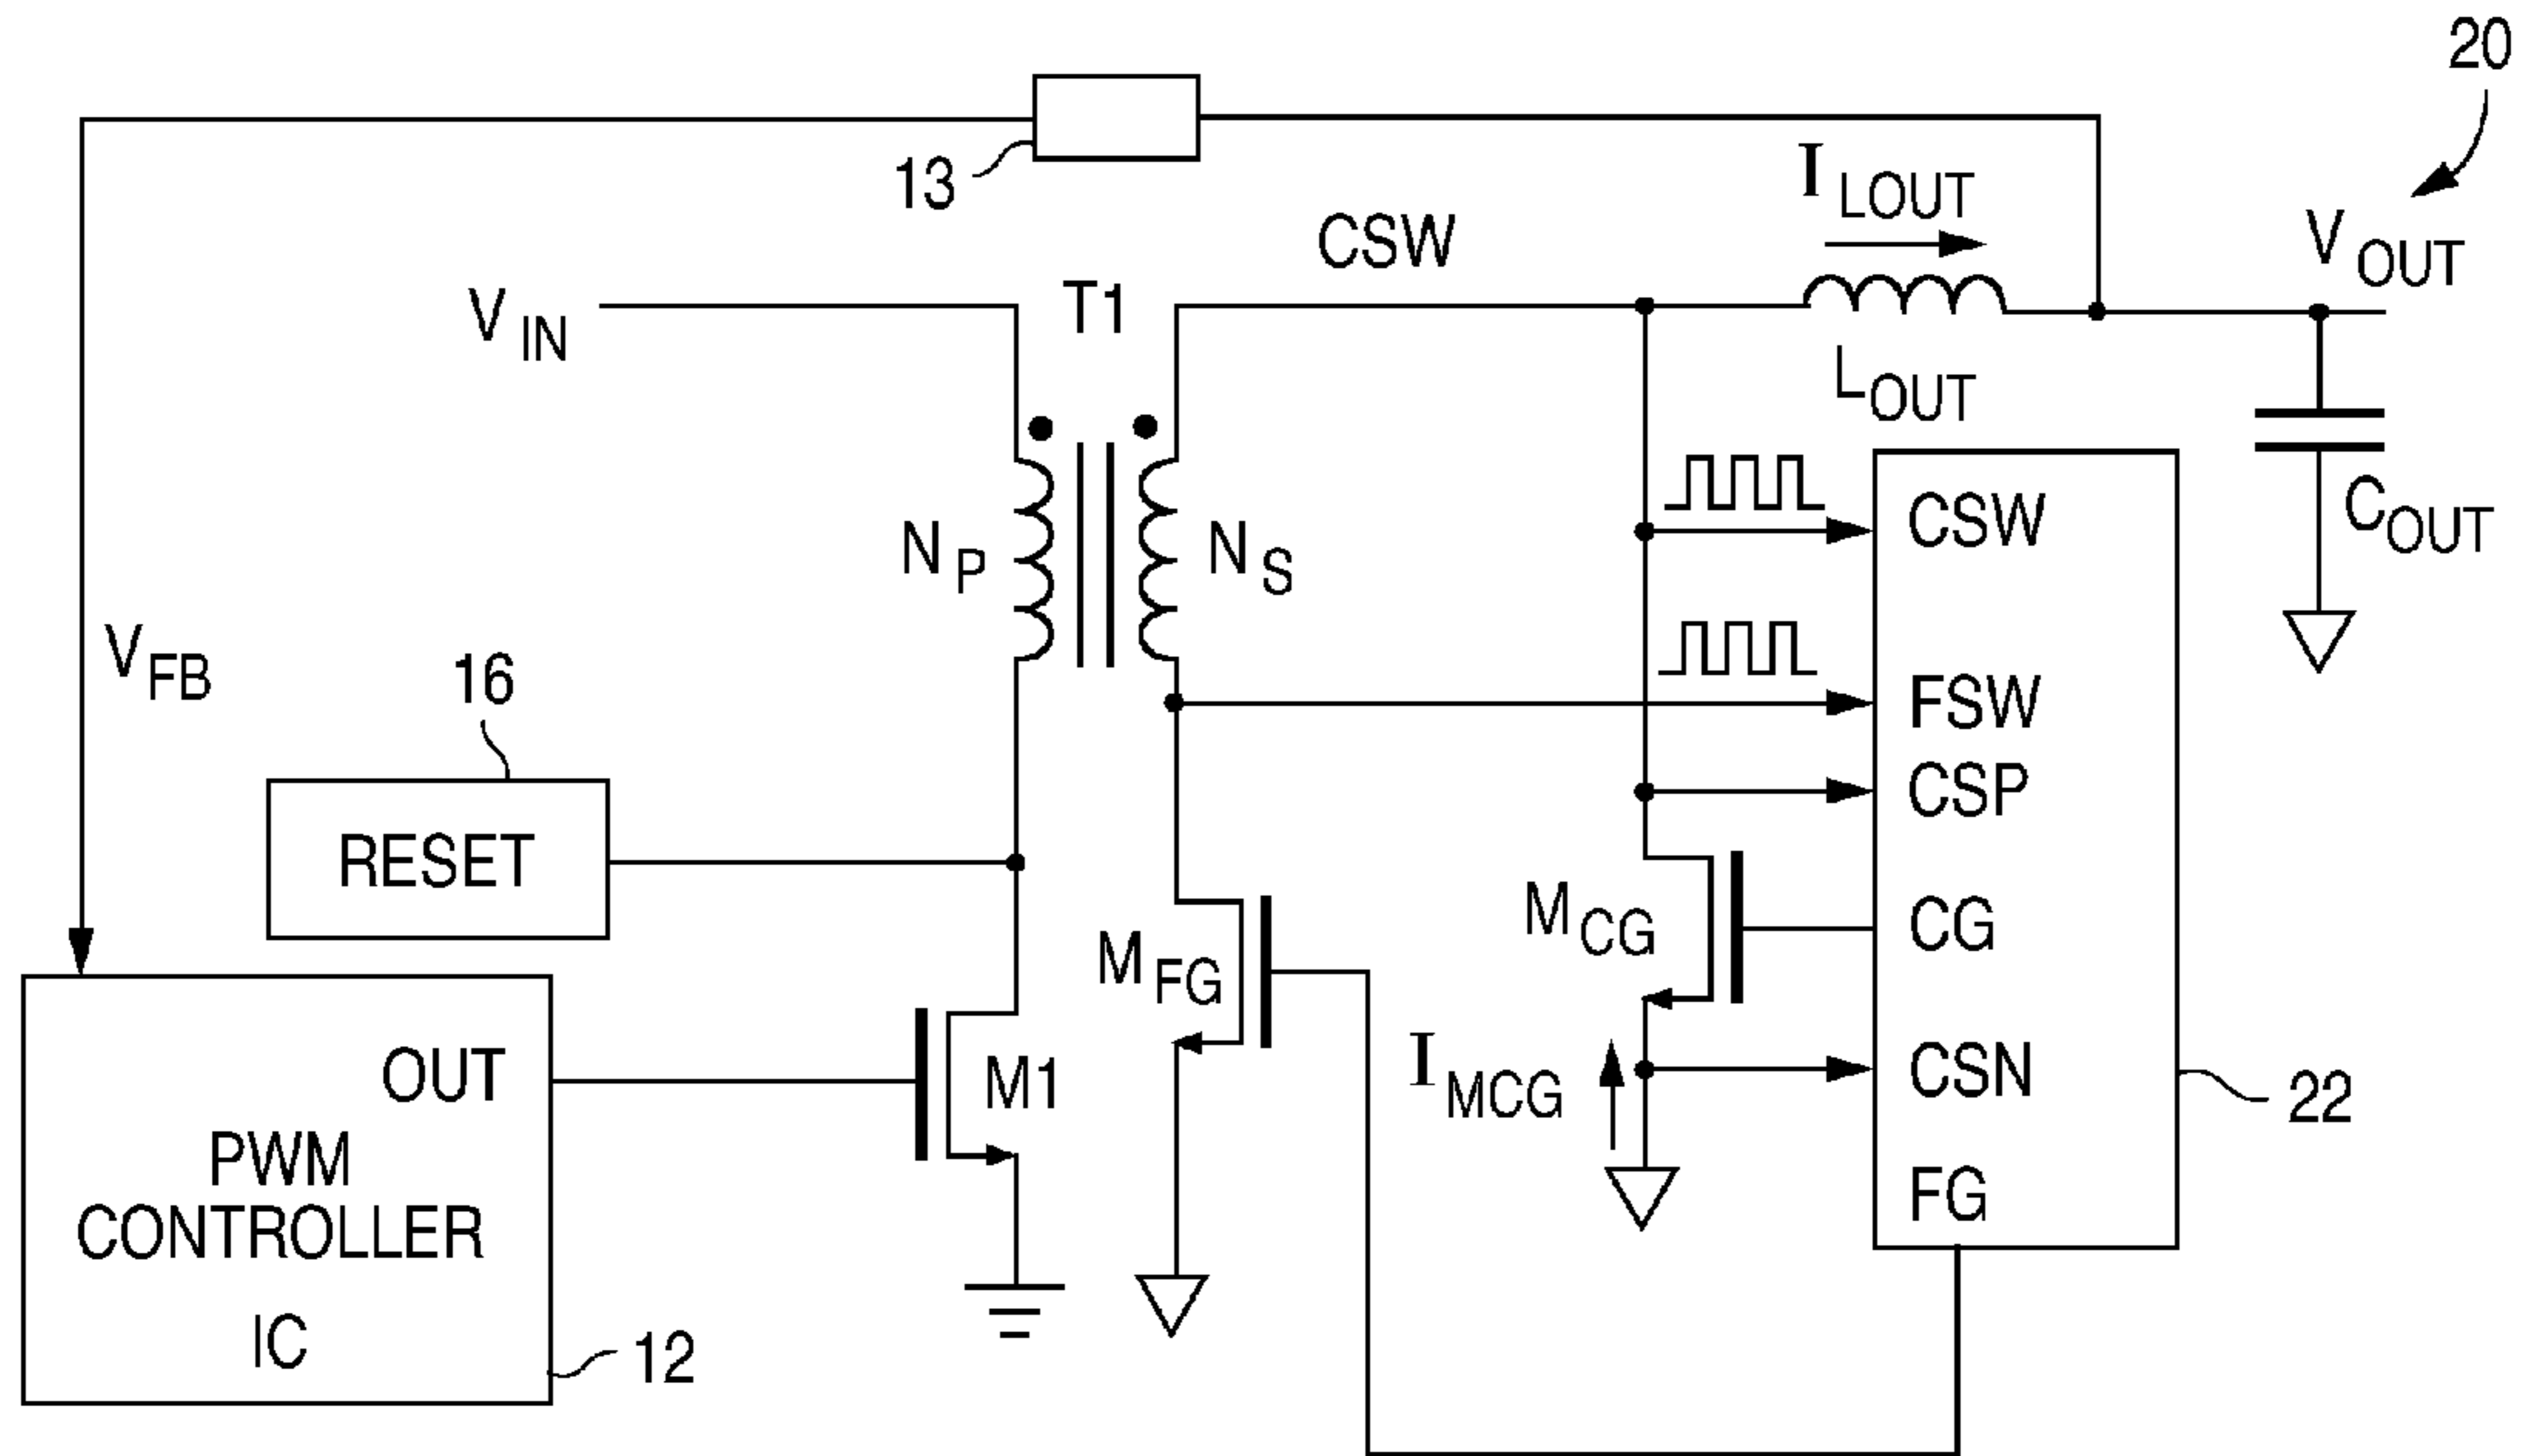 20
13
I LOUT
CSW
V OUT
V IN
T1
L OUT
CSW
C OUT
N P
N S
V FB
16
FSW
CSP
RESET
M CG
CG
M FG
OUT
M1
I MCG
CSN
22
PWM
CONTROLLER
IC
FG
12